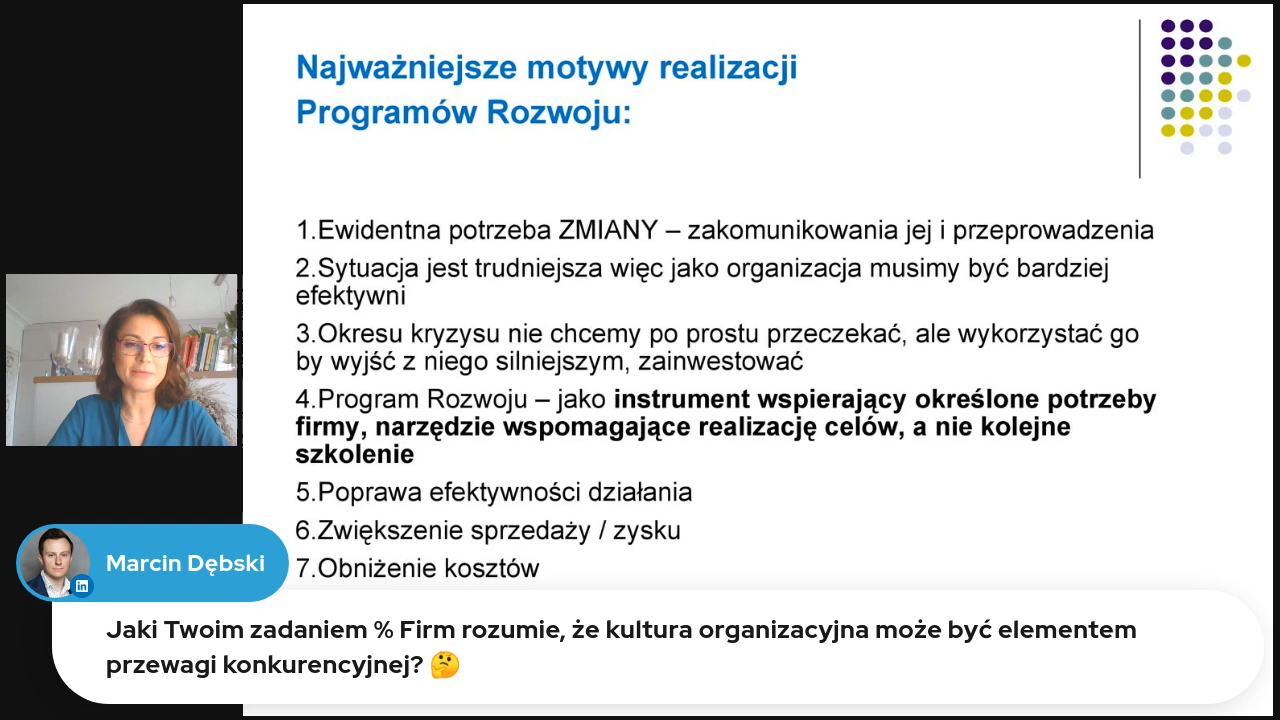 Najważniejsze motywy realizacji
Programów Rozwoju:
1.Ewidentna potrzeba ZMIANY – zakomunikowania jej i przeprowadzenia
2.Sytuacja jest trudniejsza więc jako organizacja musimy być bardziej
efektywni
3.Okresu kryzysu nie chcemy po prostu przeczekać, ale wykorzystać go
by wyjść z niego silniejszym, zainwestować
4.Program Rozwoju – jako instrument wspierający określone potrzeby
firmy, narzędzie wspomagające realizację celów, a nie kolejne
szkolenie
5.Poprawa efektywności działania
6.Zwiększenie sprzedaży / zysku
7.Obniżenie kosztów
Marcin Dębski
Jaki Twoim zadaniem % Firm rozumie, że kultura organizacyjna może być elementem
przewagi konkurencyjnej? 🤔